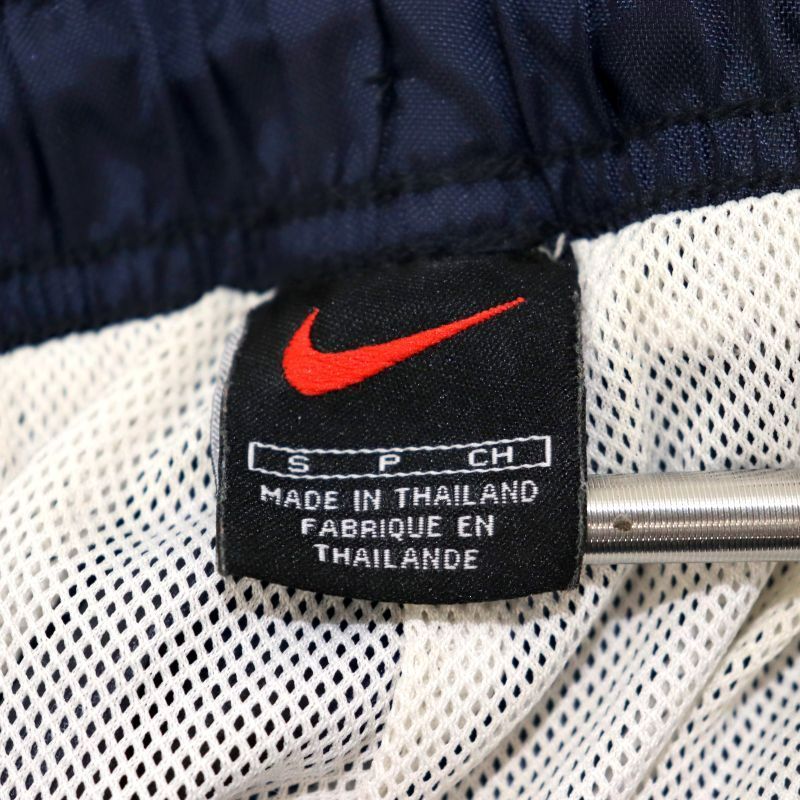 S P CH
MADE IN THAILAND
FABRIQUE EN
THAILANDE